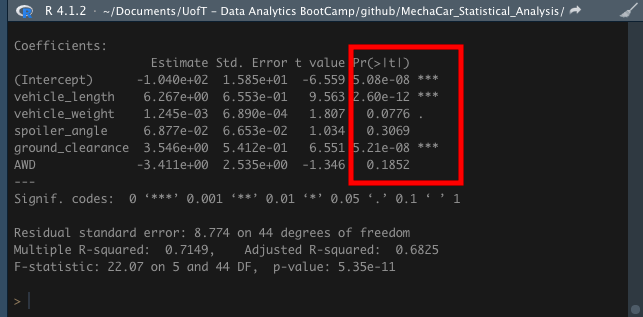 R 4.1.2 · ~/Documents/UofT - Data Analytics BootCamp/github/MechaCar_Statistical_Analysis/
Coefficients:
Estimate Std. Error t value Pr(>|t|)
(Intercept) -1.040e+02 1.585e+01 -6.559 5.08e-08 ***
vehicle_length 6.267e+00 6.553e-01 9.563 2.60e-12 ***
vehicle_weight 1.245e-03 6.890e-04 1.807 0.0776 .
spoiler_angle 6.877e-02 6.653e-02 1.034 0.3069
ground_clearance 3.546e+00 5.412e-01 6.551 5.21e-08 ***
AWD -3.411e+00 2.535e+00 -1.346 0.1852
---
Signif. codes: 0 ‘***’ 0.001 ‘**’ 0.01 ‘*’ 0.05 ‘.’ 0.1 ‘ ’ 1
Residual standard error: 8.774 on 44 degrees of freedom
Multiple R-squared: 0.7149, Adjusted R-squared: 0.6825
F-statistic: 22.07 on 5 and 44 DF, p-value: 5.35e-11
>